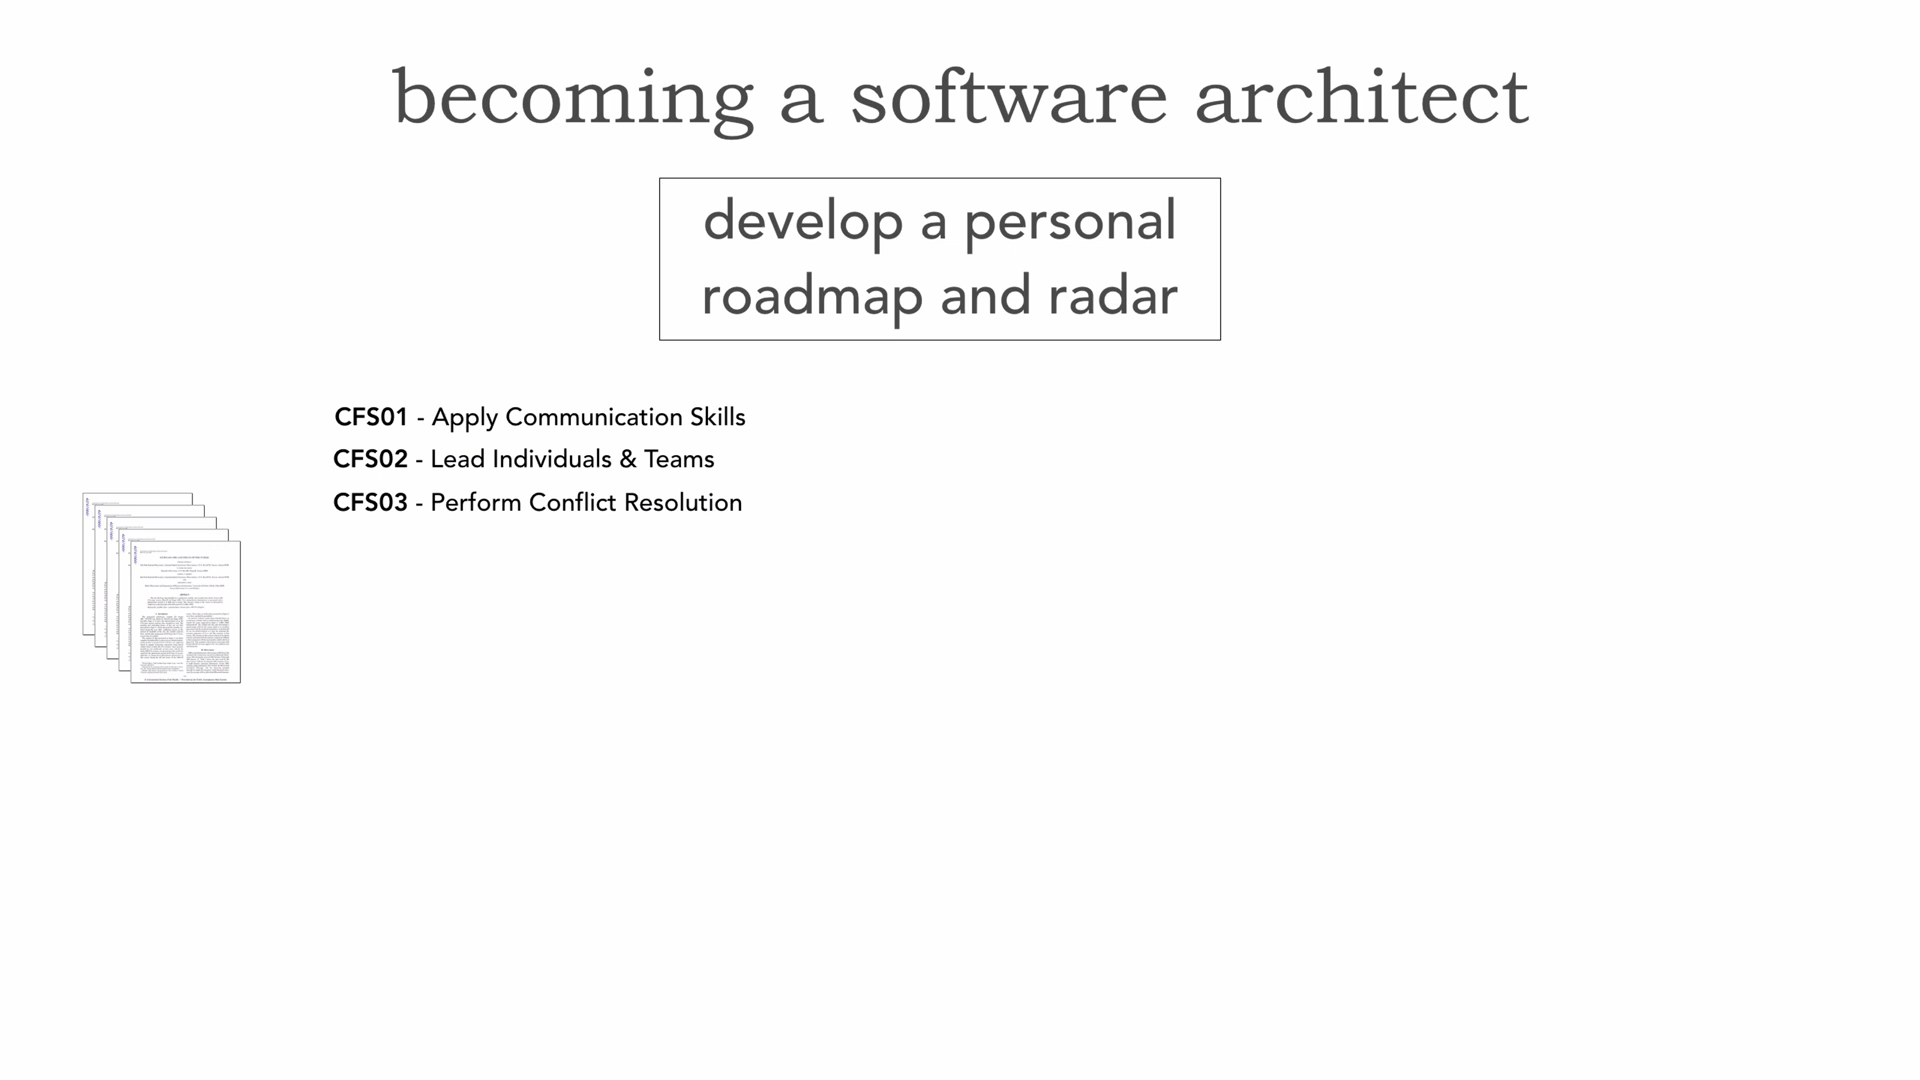 becoming a software architect
develop a personal
roadmap and radar
CFS01 - Apply Communication Skills
CFS02 - Lead Individuals & Teams
CFS03 - Perform Conflict Resolution